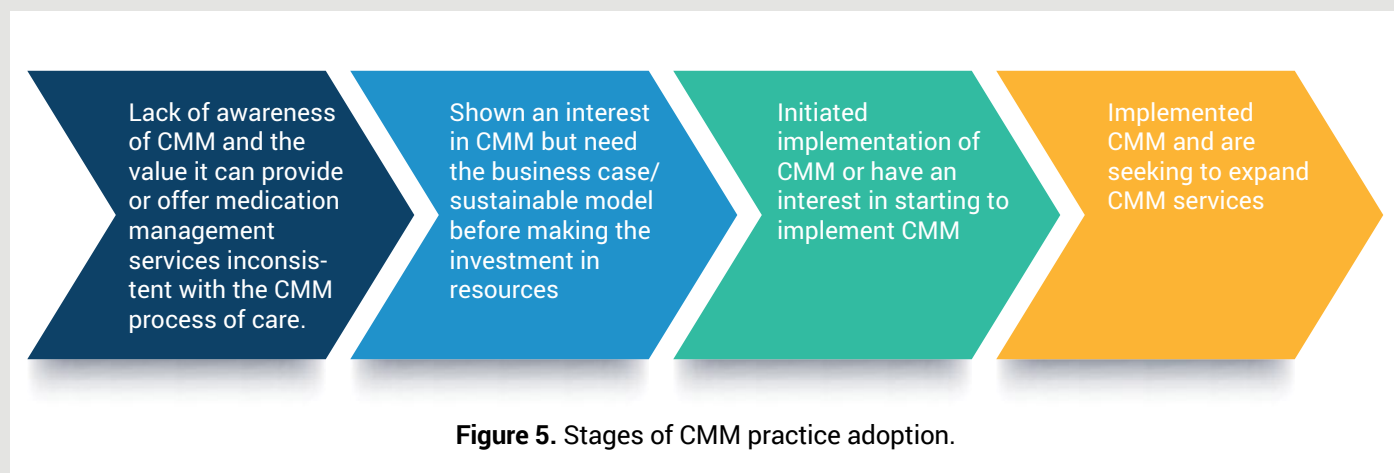 Lack of awareness
of CMM and the
value it can provide
or offer medication
management
services inconsis-
tent with the CMM
process of care.
Shown an interest
in CMM but need
the business case/
sustainable model
before making the
investment in
resources
Initiated
implementation of
CMM or have an
interest in starting to
implement CMM
Implemented
CMM and are
seeking to expand
CMM services
Figure 5. Stages of CMM practice adoption.